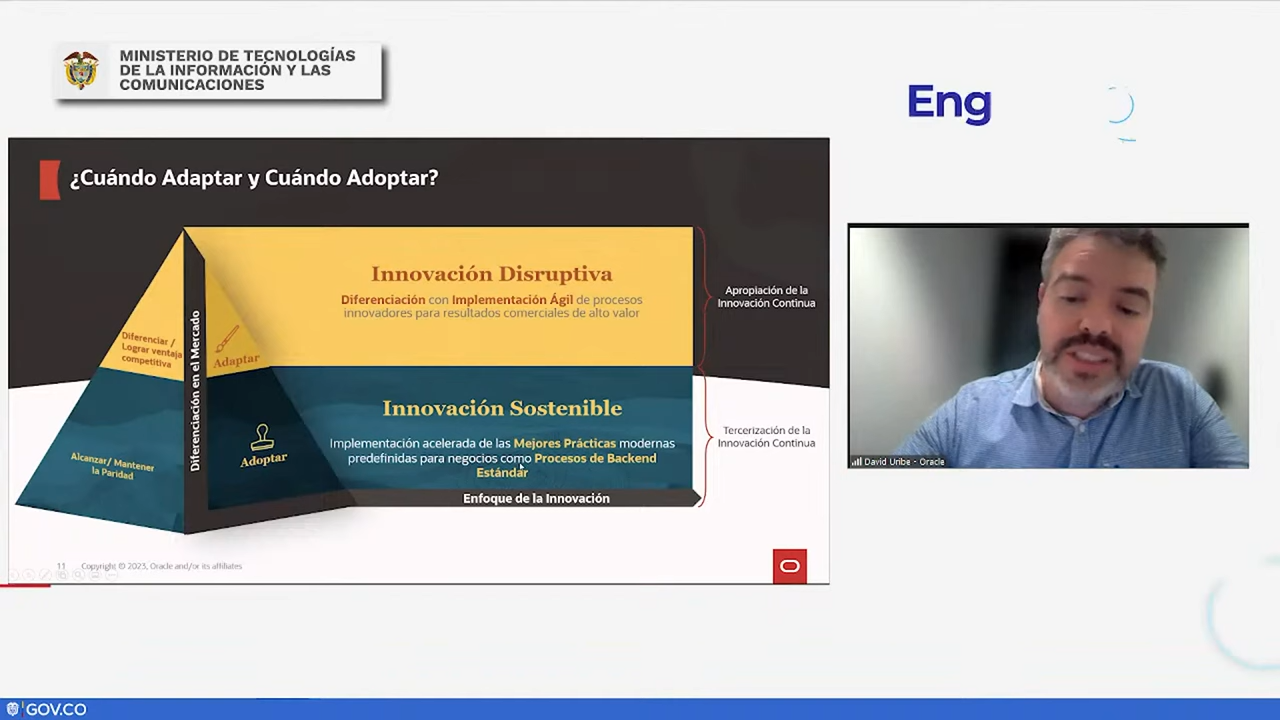 MINISTERIO DE TECNOLOGÍAS
DE LA INFORMACIÓN Y LAS
COMUNICACIONES
Eng
¿Cuándo Adaptar y Cuándo Adoptar?
Innovación Disruptiva
Diferenciación con Implementación Ágil de procesos
innovadores para resultados comerciales de alto valor
Apropiación de la
Innovación Continua
Diferenciar /
Lograr ventaja
competitiva
Diferenciación en el Mercado
Adaptar
Innovación Sostenible
Implementación acelerada de las Mejores Prácticas modernas
predefinidas para negocios como Procesos de Backend
Estándar
Tercerización de la
Innovación Continua
Alcanzar/ Mantener
la Paridad
Adoptar
Enfoque de la Innovación
David Uribe - Oracle
11 Copyright © 2023, Oracle and/or its affiliates
GOV.CO